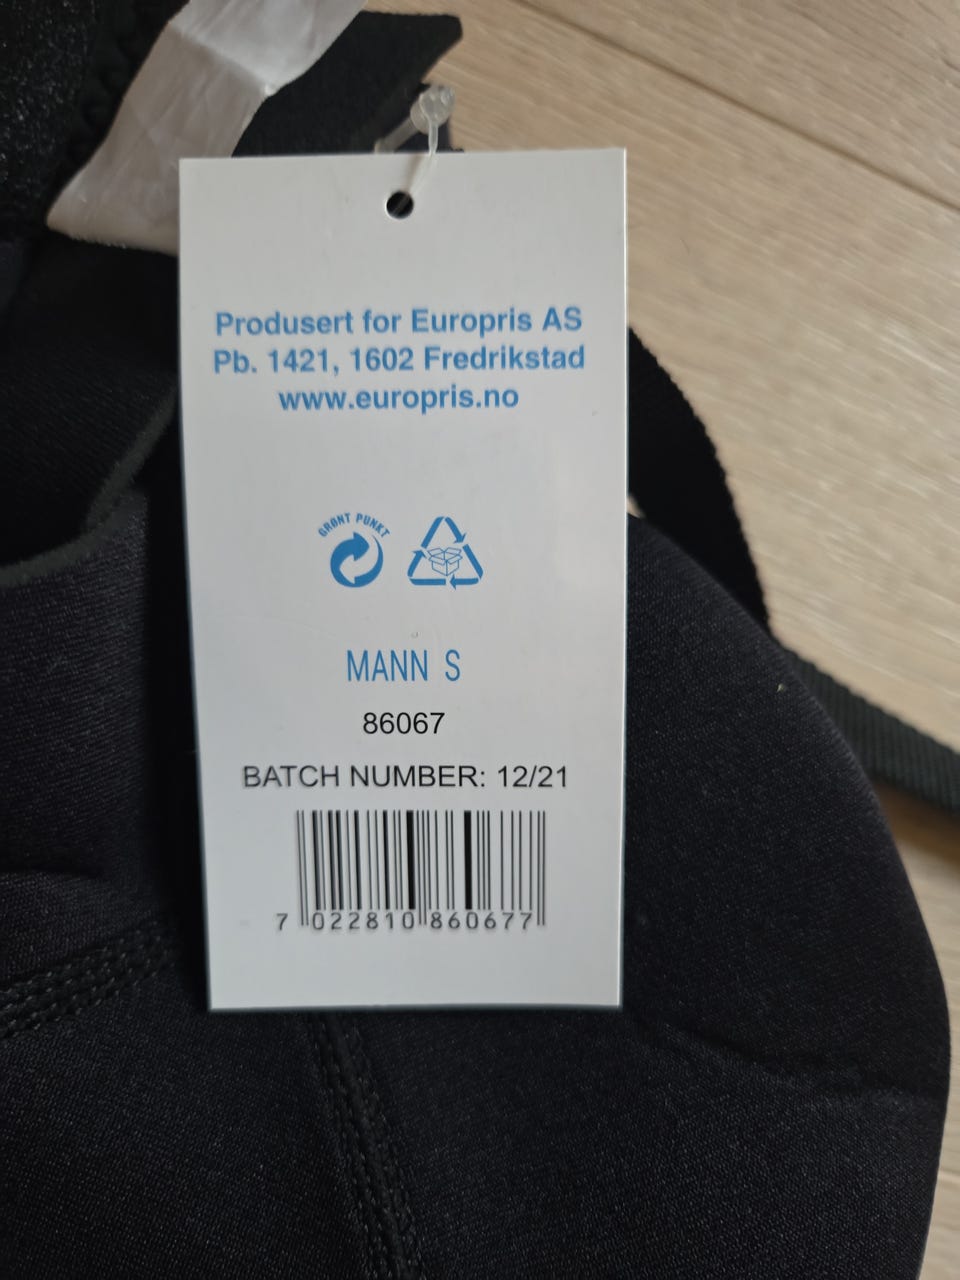 Produsert for Europris AS
Pb. 1421, 1602 Fredrikstad
www.europris.no
GRØNT PUNKT
MANN S
86067
BATCH NUMBER: 12/21
7 022810 860677